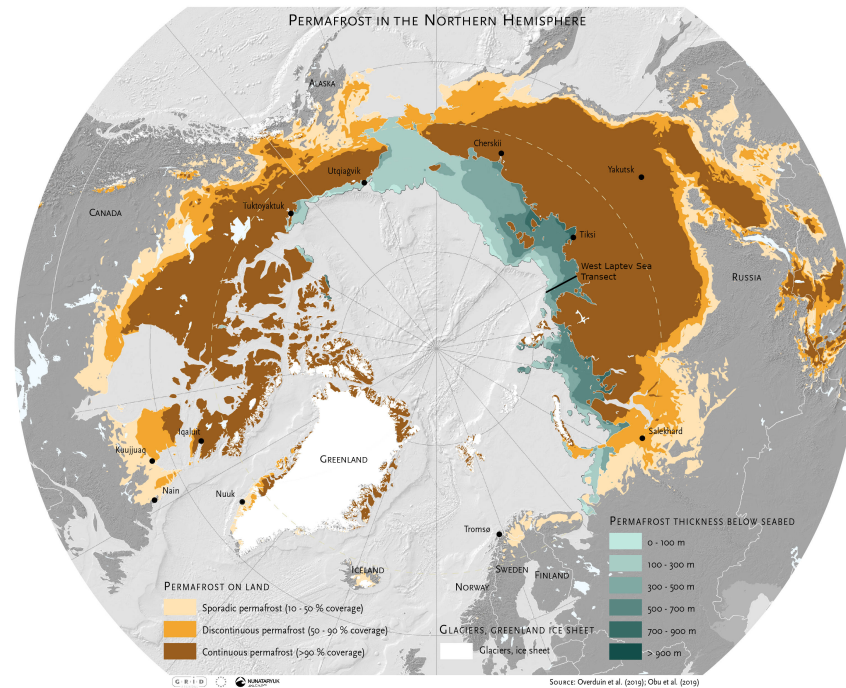 Permafrost in the Northern Hemisphere
Alaska
Cherskii
Yakutsk
Utqiagvik
Tuktoyaktuk
Canada
Tiksi
West Laptev Sea
Transect
Russia
Iqaluit
Salekhard
Kuujjuaq
Greenland
Nain
Nuuk
Tromsø
Iceland
Sweden
Finland
Norway
Permafrost thickness below seabed
0 - 100 m
100 - 300 m
300 - 500 m
500 - 700 m
700 - 900 m
> 900 m
Permafrost on land
Sporadic permafrost (10 - 50 % coverage)
Discontinuous permafrost (50 - 90 % coverage)
Continuous permafrost (>90 % coverage)
Glaciers, Greenland ice sheet
Glaciers, ice sheet
GRID
NUNATARYUK
Source: Overduin et al. (2019); Obu et al. (2019)